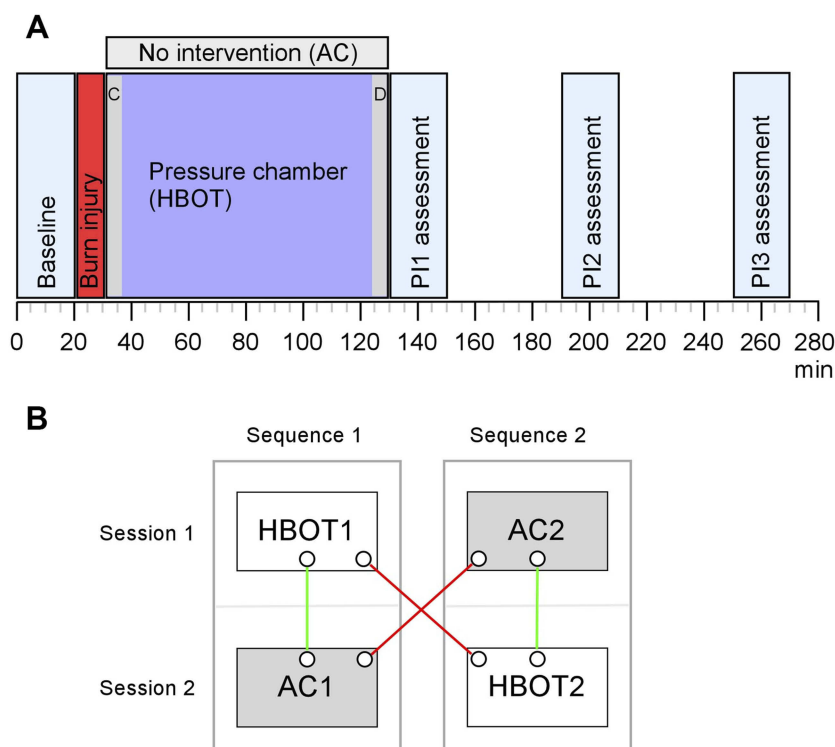 A
No intervention (AC)
C
D
Pressure chamber
(HBOT)
Baseline
Burn injury
PI1 assessment
PI2 assessment
PI3 assessment
0 20 40 60 80 100 120 140 160 180 200 220 240 260 280
min
B
Sequence 1 Sequence 2
Session 1
HBOT1 AC2
Session 2
AC1 HBOT2